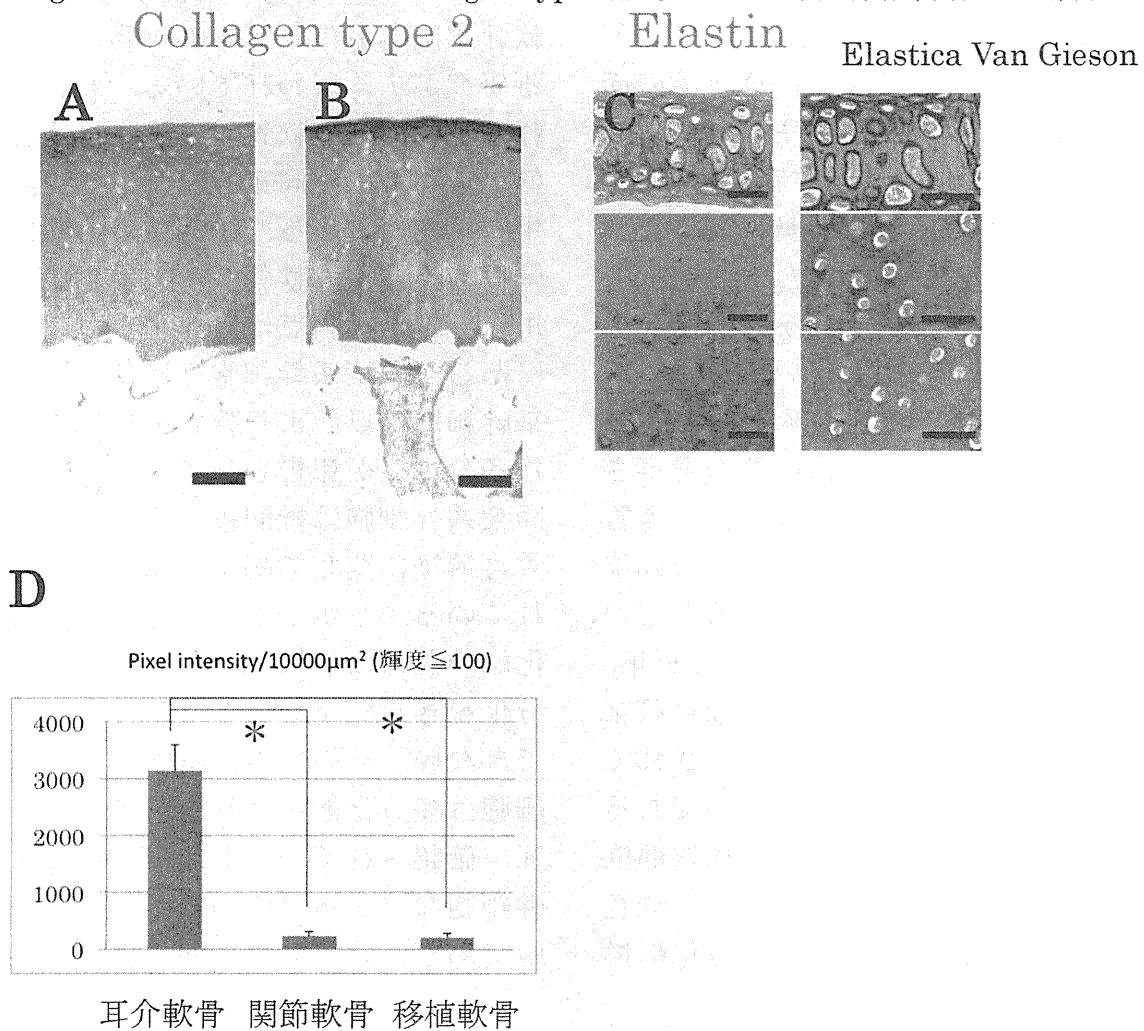 Collagen type 2
Elastin
Elastica Van Gieson
A
B
C
D
Pixel intensity/10000μm² (輝度≦100)
4000
*
*
3000
2000
1000
0
耳介軟骨 関節軟骨 移植軟骨